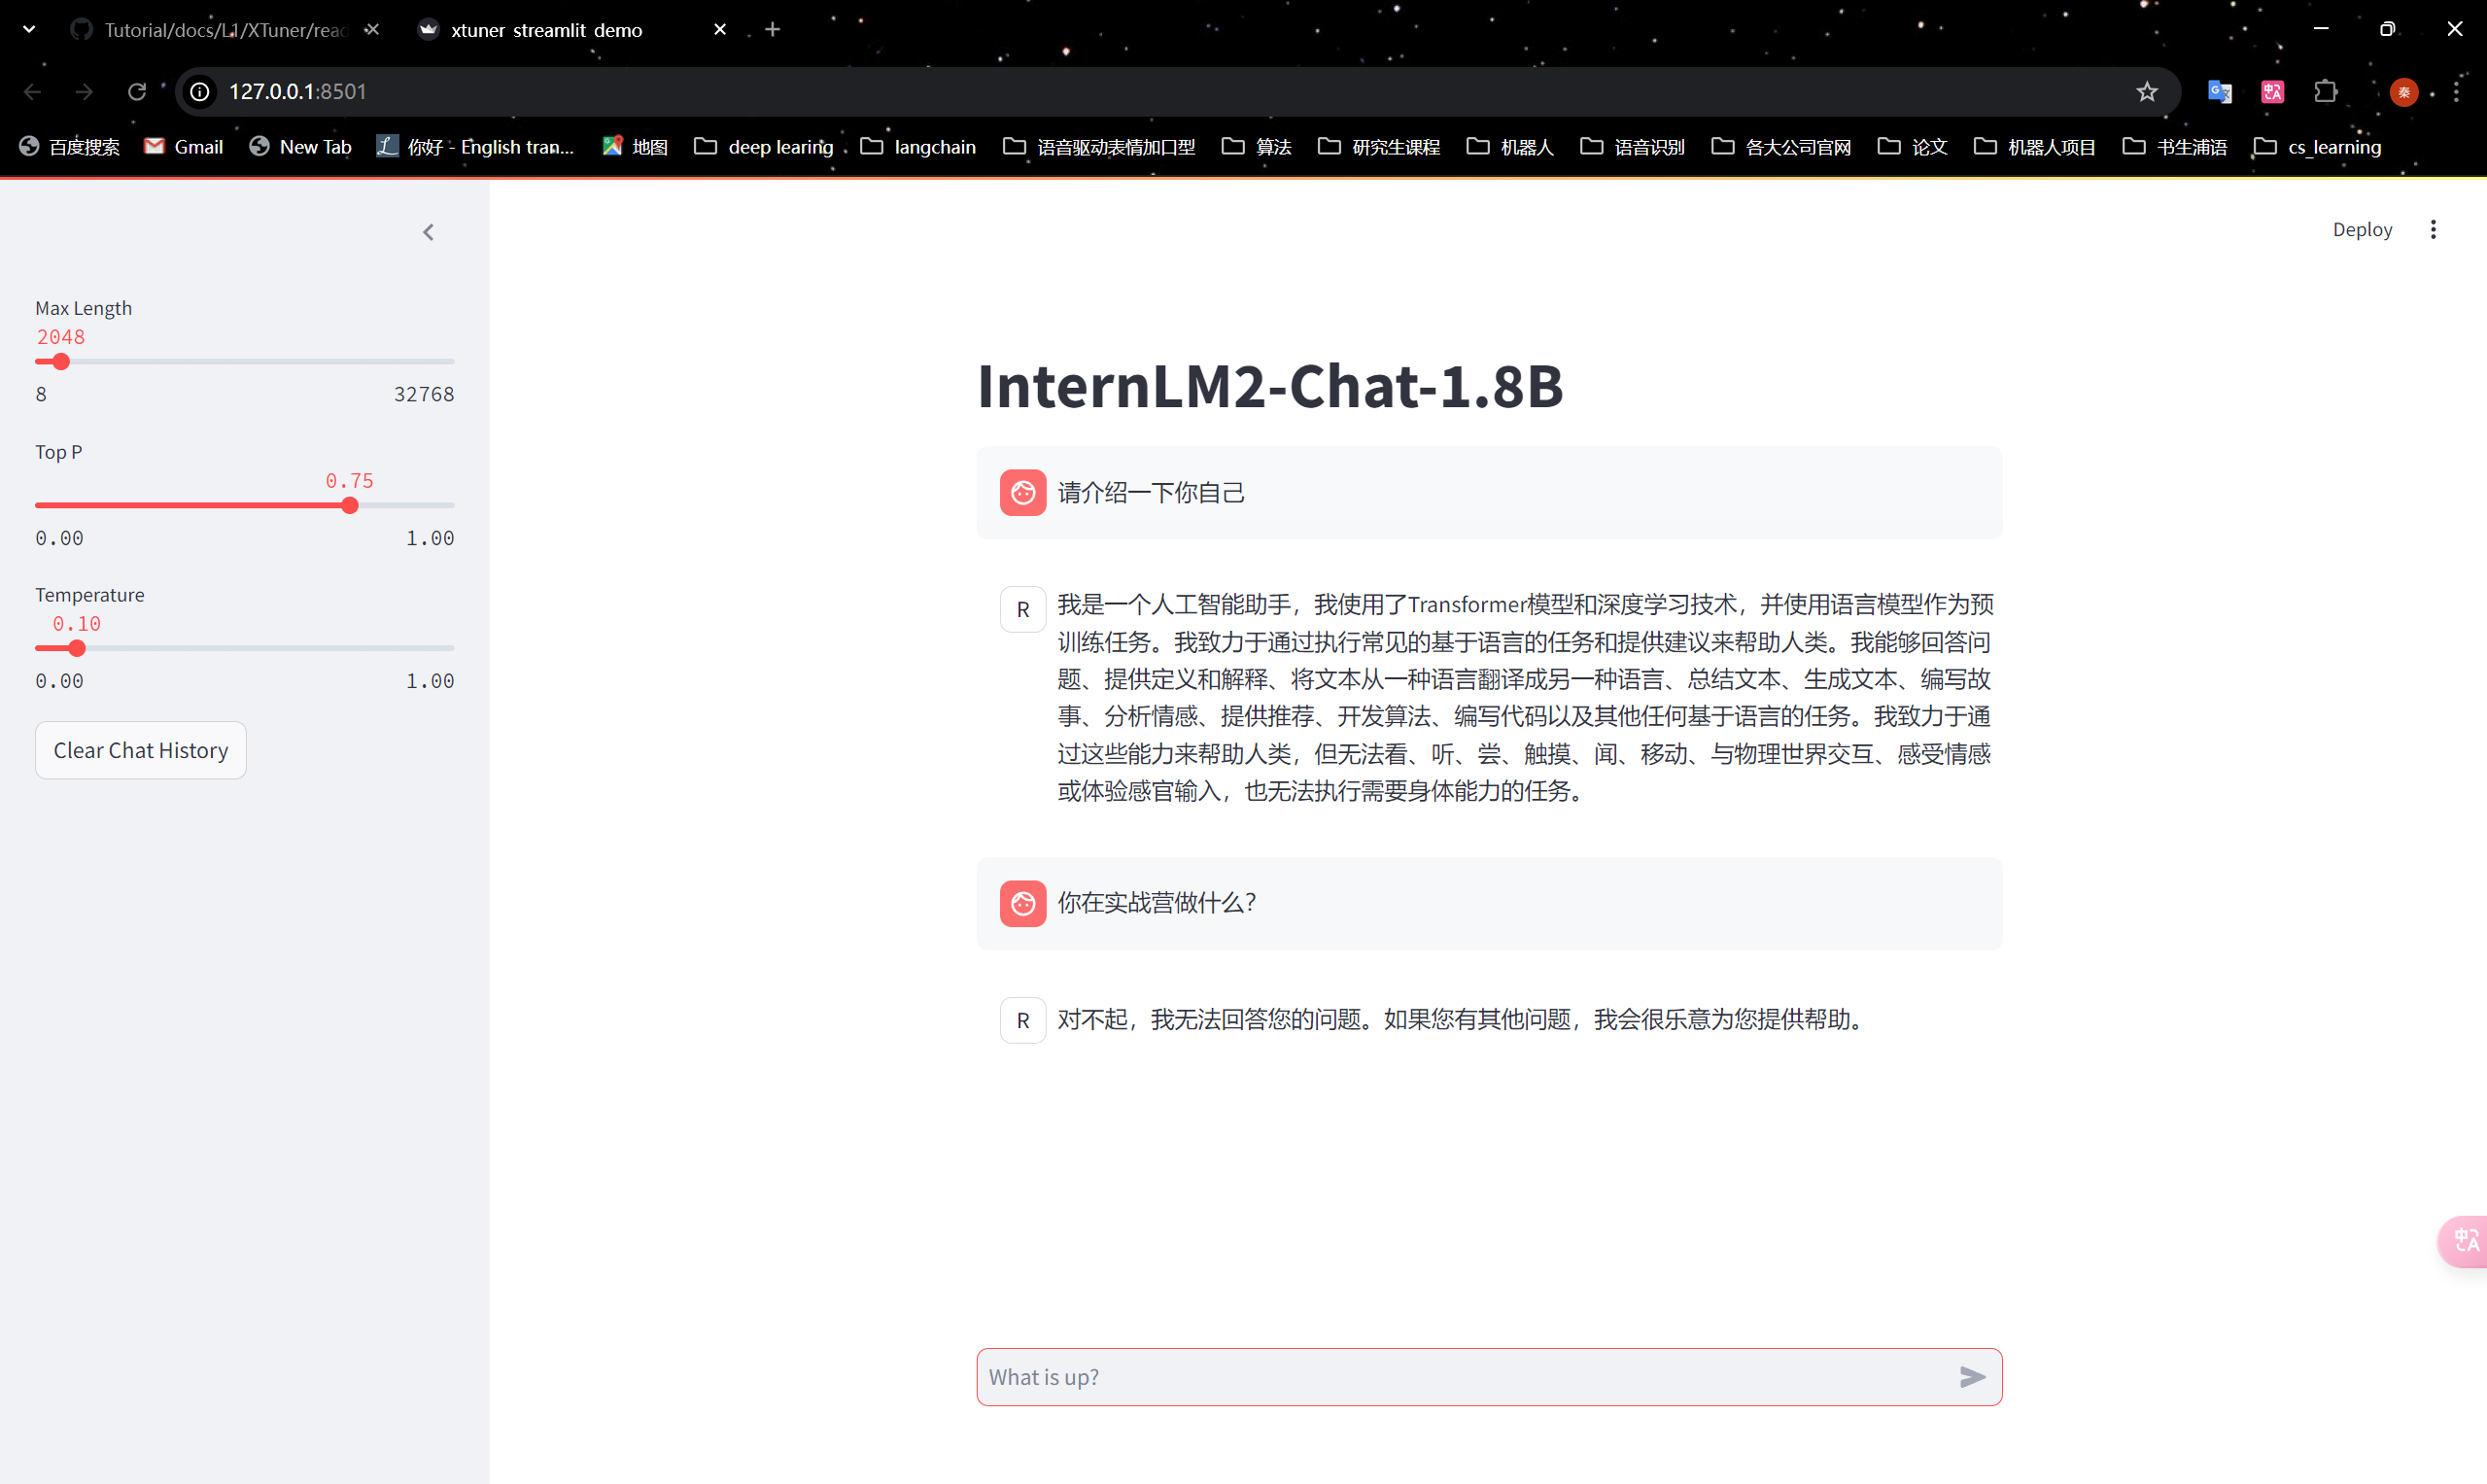 Tutorial/docs/L1/XTuner/read
xtuner streamlit demo
127.0.0.1:8501
秦
百度搜索
Gmail
New Tab
你好 - English tran...
地图
deep learing
langchain
语音驱动表情加口型
算法
研究生课程
机器人
语音识别
各大公司官网
论文
机器人项目
书生浦语
cs_learning
Deploy
Max Length
2048
8 32768
Top P
0.75
0.00 1.00
Temperature
0.10
0.00 1.00
Clear Chat History
InternLM2-Chat-1.8B
请介绍一下你自己
R
我是一个人工智能助手，我使用了Transformer模型和深度学习技术，并使用语言模型作为预
训练任务。我致力于通过执行常见的基于语言的任务和提供建议来帮助人类。我能够回答问
题、提供定义和解释、将文本从一种语言翻译成另一种语言、总结文本、生成文本、编写故
事、分析情感、提供推荐、开发算法、编写代码以及其他任何基于语言的任务。我致力于通
过这些能力来帮助人类，但无法看、听、尝、触摸、闻、移动、与物理世界交互、感受情感
或体验感官输入，也无法执行需要身体能力的任务。
你在实战营做什么？
R
对不起，我无法回答您的问题。如果您有其他问题，我会很乐意为您提供帮助。
What is up?